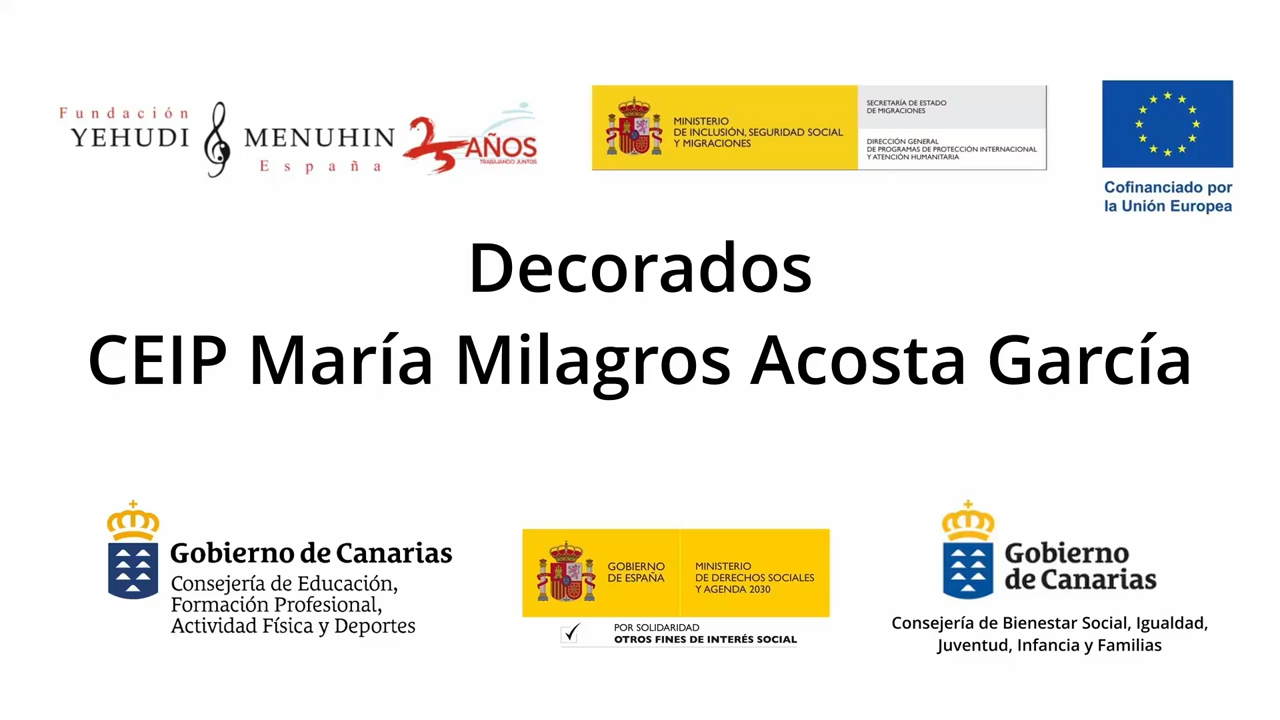 Fundación
YEHUDI MENUHIN
España
25 AÑOS
TRABAJANDO JUNTOS
MINISTERIO
DE INCLUSIÓN, SEGURIDAD SOCIAL
Y MIGRACIONES
SECRETARÍA DE ESTADO
DE MIGRACIONES
DIRECCIÓN GENERAL
DE PROGRAMAS DE PROTECCIÓN INTERNACIONAL
Y ATENCIÓN HUMANITARIA
Cofinanciado por
la Unión Europea
Decorados
CEIP María Milagros Acosta García
Gobierno de Canarias
Consejería de Educación,
Formación Profesional,
Actividad Física y Deportes
GOBIERNO
DE ESPAÑA
MINISTERIO
DE DERECHOS SOCIALES
Y AGENDA 2030
POR SOLIDARIDAD
OTROS FINES DE INTERÉS SOCIAL
Gobierno
de Canarias
Consejería de Bienestar Social, Igualdad,
Juventud, Infancia y Familias